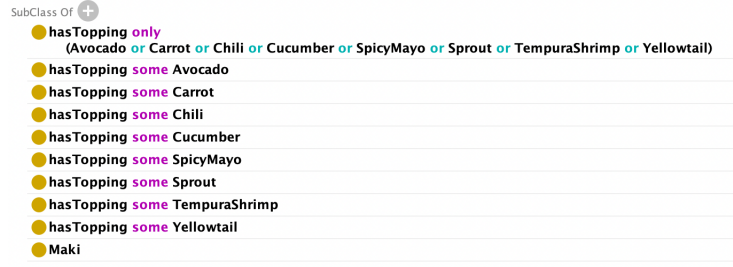 SubClass Of +
hasTopping only
(Avocado or Carrot or Chili or Cucumber or SpicyMayo or Sprout or TempuraShrimp or Yellowtail)
hasTopping some Avocado
hasTopping some Carrot
hasTopping some Chili
hasTopping some Cucumber
hasTopping some SpicyMayo
hasTopping some Sprout
hasTopping some TempuraShrimp
hasTopping some Yellowtail
Maki